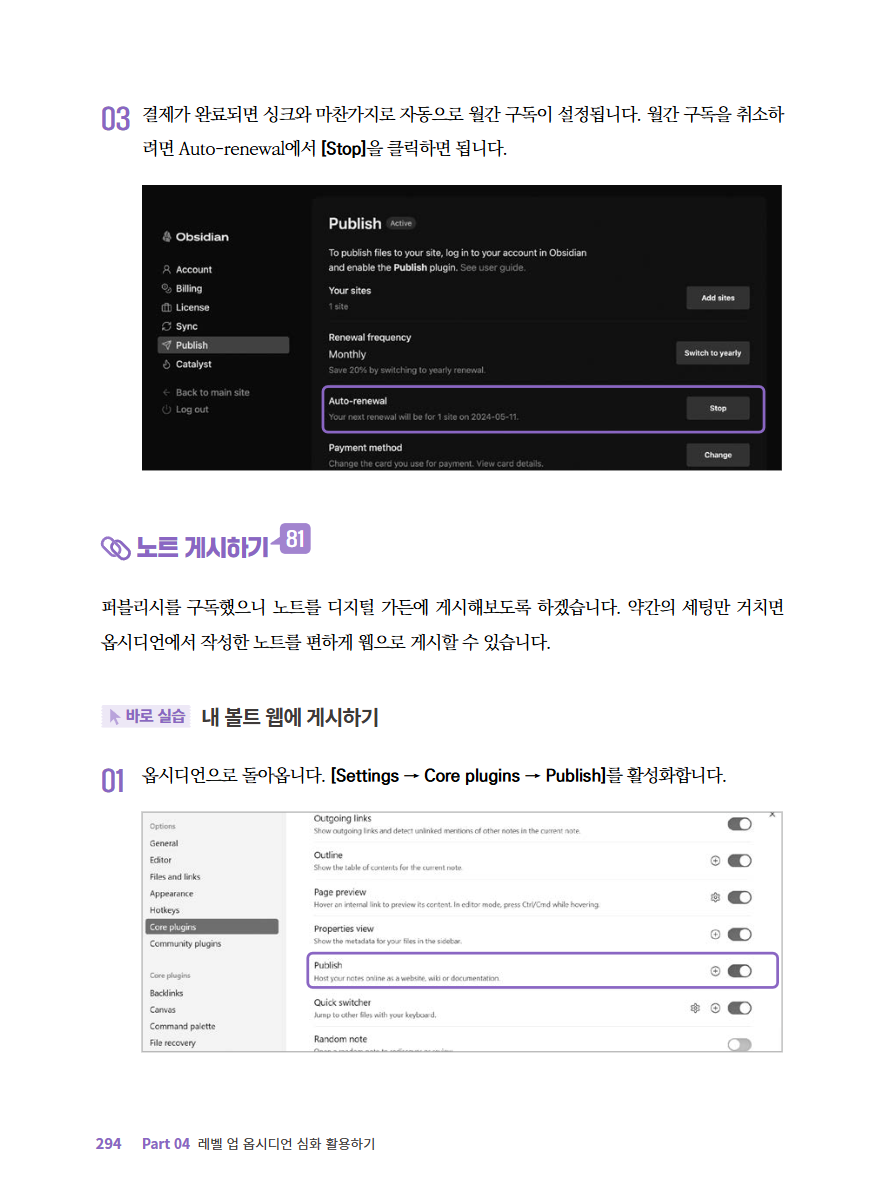 03 결제가 완료되면 싱크와 마찬가지로 자동으로 월간 구독이 설정됩니다. 월간 구독을 취소하
려면 Auto-renewal에서 [Stop]을 클릭하면 됩니다.
Obsidian
Account
Billing
License
Sync
Publish
Catalyst
← Back to main site
Log out
Publish Active
To publish files to your site, log in to your account in Obsidian
and enable the Publish plugin. See user guide.
Your sites
1 site
Add sites
Renewal frequency
Monthly
Save 20% by switching to yearly renewal.
Switch to yearly
Auto-renewal
Your next renewal will be for 1 site on 2024-05-11.
Stop
Payment method
Change the card you use for payment. View card details.
Change
노트 게시하기 81
퍼블리시를 구독했으니 노트를 디지털 가든에 게시해보도록 하겠습니다. 약간의 세팅만 거치면
옵시디언에서 작성한 노트를 편하게 웹으로 게시할 수 있습니다.
바로 실습 내 볼트 웹에 게시하기
01 옵시디언으로 돌아옵니다. [Settings → Core plugins → Publish]를 활성화합니다.
Options
General
Editor
Files and links
Appearance
Hotkeys
Core plugins
Community plugins
Core plugins
Backlinks
Canvas
Command palette
File recovery
Outgoing links
Show outgoing links and detect unlinked mentions of other notes in the current note.
Outline
Show the table of contents for the current note.
Page preview
Hover an internal link to preview its content. In editor mode, press Ctrl/Cmd while hovering.
Properties view
Show the metadata for your files in the sidebar.
Publish
Host your notes online as a website, wiki or documentation.
Quick switcher
Jump to other files with your keyboard.
Random note
294 Part 04 레벨 업 옵시디언 심화 활용하기